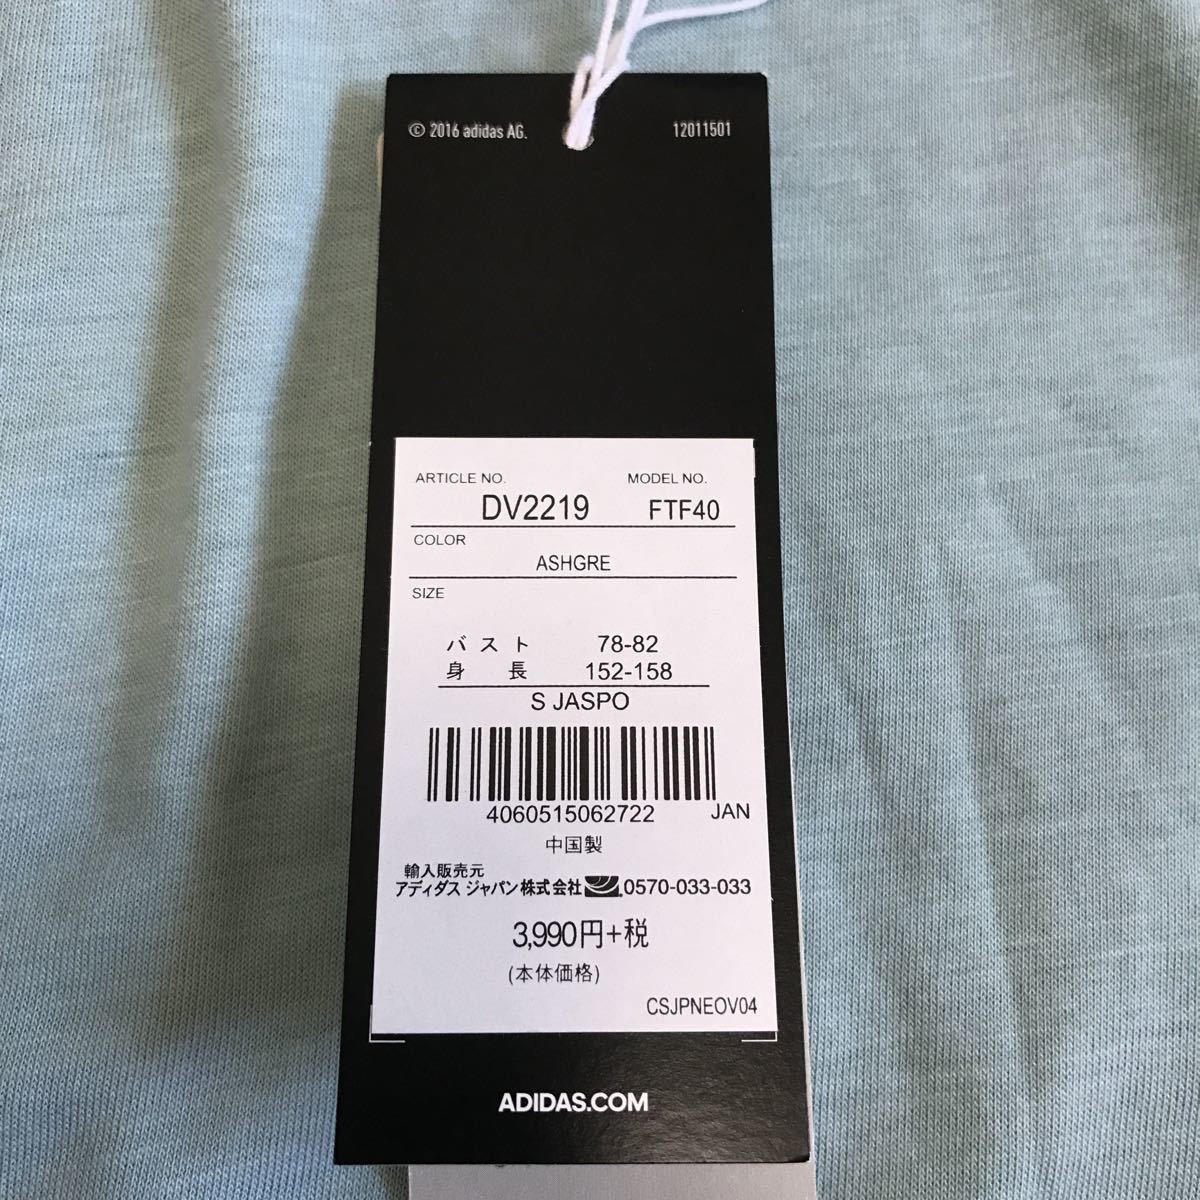 © 2016 adidas AG. 12011501
ARTICLE NO. MODEL NO.
DV2219 FTF40
COLOR
ASHGRE
SIZE
バスト 78-82
身長 152-158
S JASPO
4060515062722 JAN
中国製
輸入販売元
アディダス ジャパン株式会社 0570-033-033
3,990円+税
(本体価格)
CSJPNEOV04
ADIDAS.COM